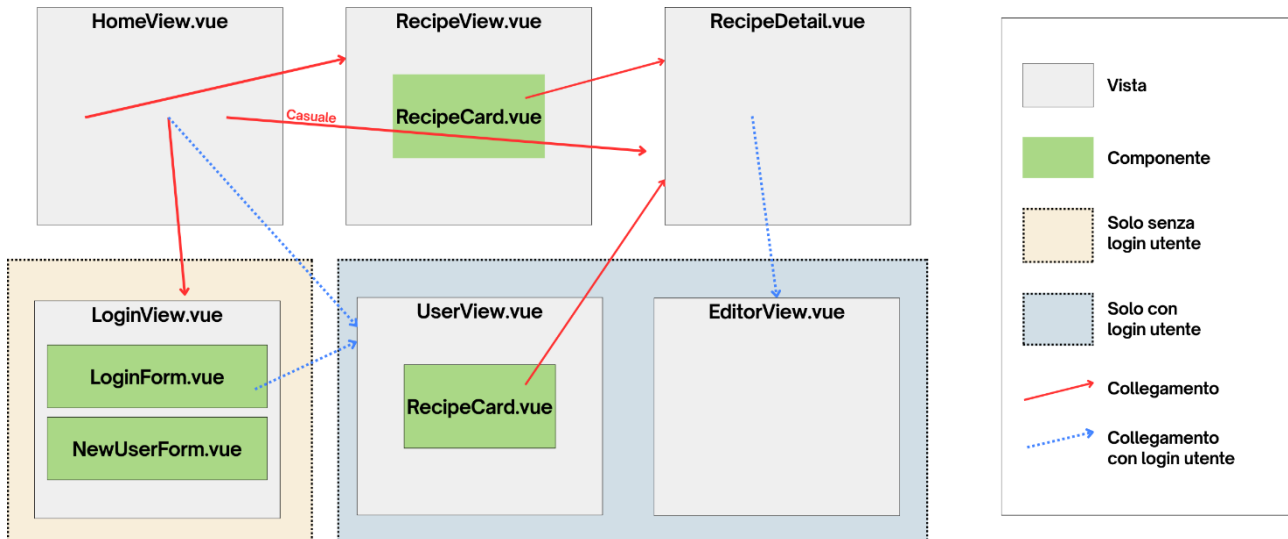 HomeView.vue
RecipeView.vue
RecipeDetail.vue
RecipeCard.vue
Casuale
LoginView.vue
LoginForm.vue
NewUserForm.vue
UserView.vue
RecipeCard.vue
EditorView.vue
Vista
Componente
Solo senza
login utente
Solo con
login utente
Collegamento
Collegamento
con login utente